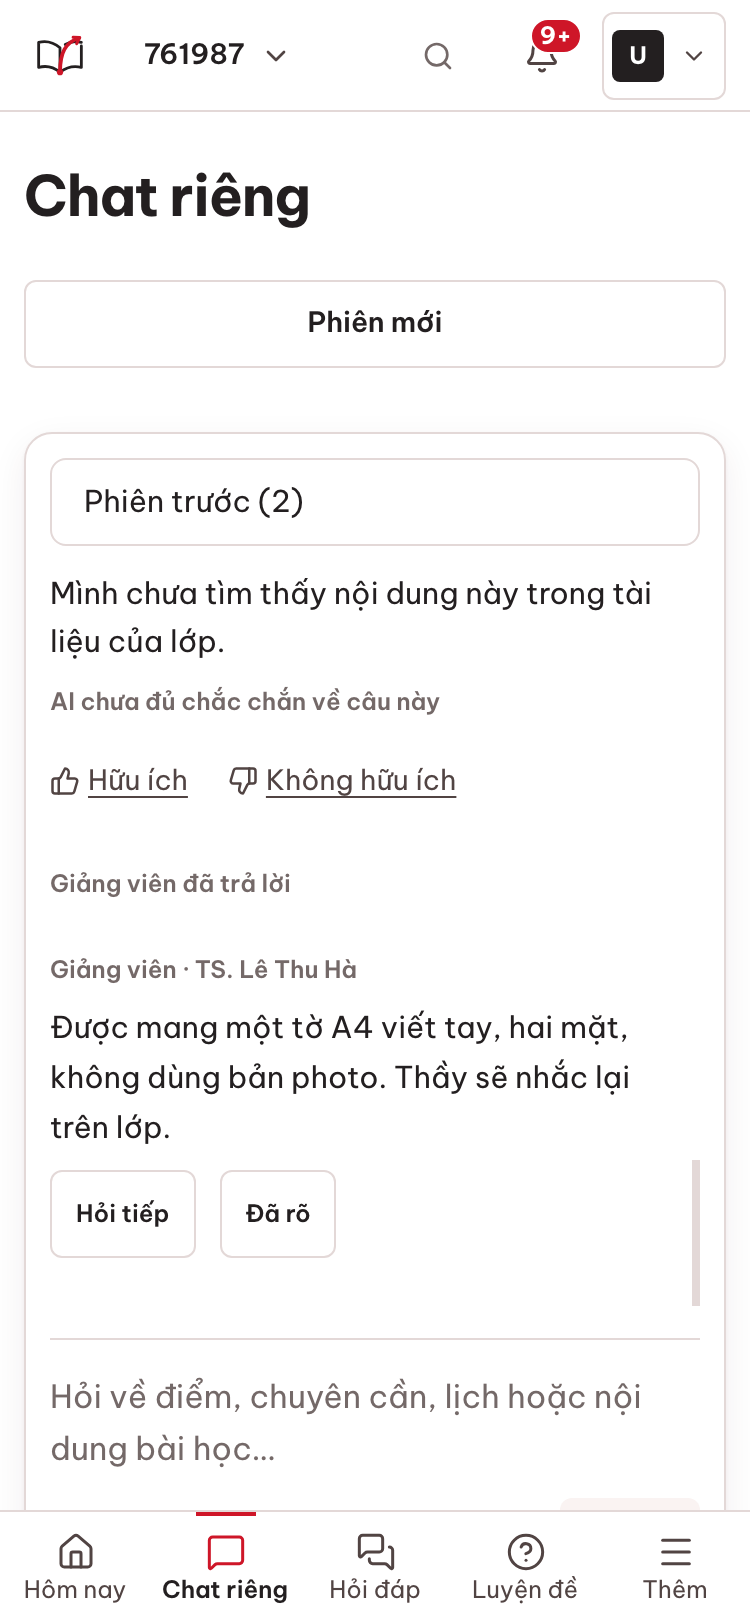 761987
9+
U
Chat riêng
Phiên mới
Phiên trước (2)
Mình chưa tìm thấy nội dung này trong tài
liệu của lớp.
AI chưa đủ chắc chắn về câu này
Hữu ích
Không hữu ích
Giảng viên đã trả lời
Giảng viên · TS. Lê Thu Hà
Được mang một tờ A4 viết tay, hai mặt,
không dùng bản photo. Thầy sẽ nhắc lại
trên lớp.
Hỏi tiếp
Đã rõ
Hỏi về điểm, chuyên cần, lịch hoặc nội
dung bài học...
Hôm nay
Chat riêng
Hỏi đáp
Luyện đề
Thêm